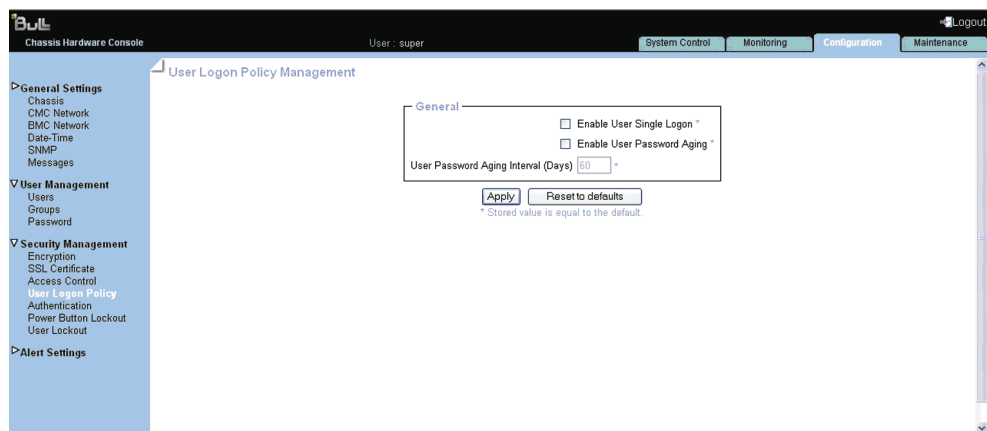 Bull
Logout
Chassis Hardware Console
User : super
System Control
Monitoring
Configuration
Maintenance
General Settings
Chassis
CMC Network
BMC Network
Date-Time
SNMP
Messages
User Management
Users
Groups
Password
Security Management
Encryption
SSL Certificate
Access Control
User Logon Policy
Authentication
Power Button Lockout
User Lockout
Alert Settings
User Logon Policy Management
General
Enable User Single Logon *
Enable User Password Aging *
User Password Aging Interval (Days) 60 *
Apply Reset to defaults
* Stored value is equal to the default.